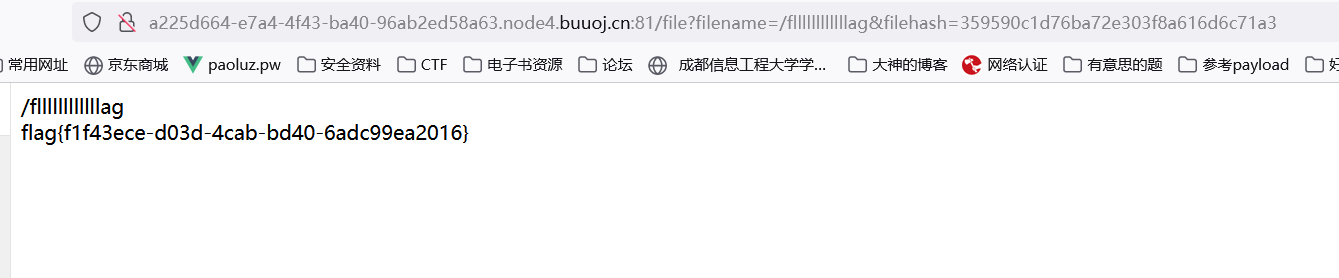 a225d664-e7a4-4f43-ba40-96ab2ed58a63.node4.buuoj.cn:81/file?filename=/fllllllllllllag&filehash=359590c1d76ba72e303f8a616d6c71a3
常用网址 京东商城 paoluz.pw 安全资料 CTF 电子书资源 论坛 成都信息工程大学学... 大神的博客 网络认证 有意思的题 参考payload
/fllllllllllllag
flag{f1f43ece-d03d-4cab-bd40-6adc99ea2016}